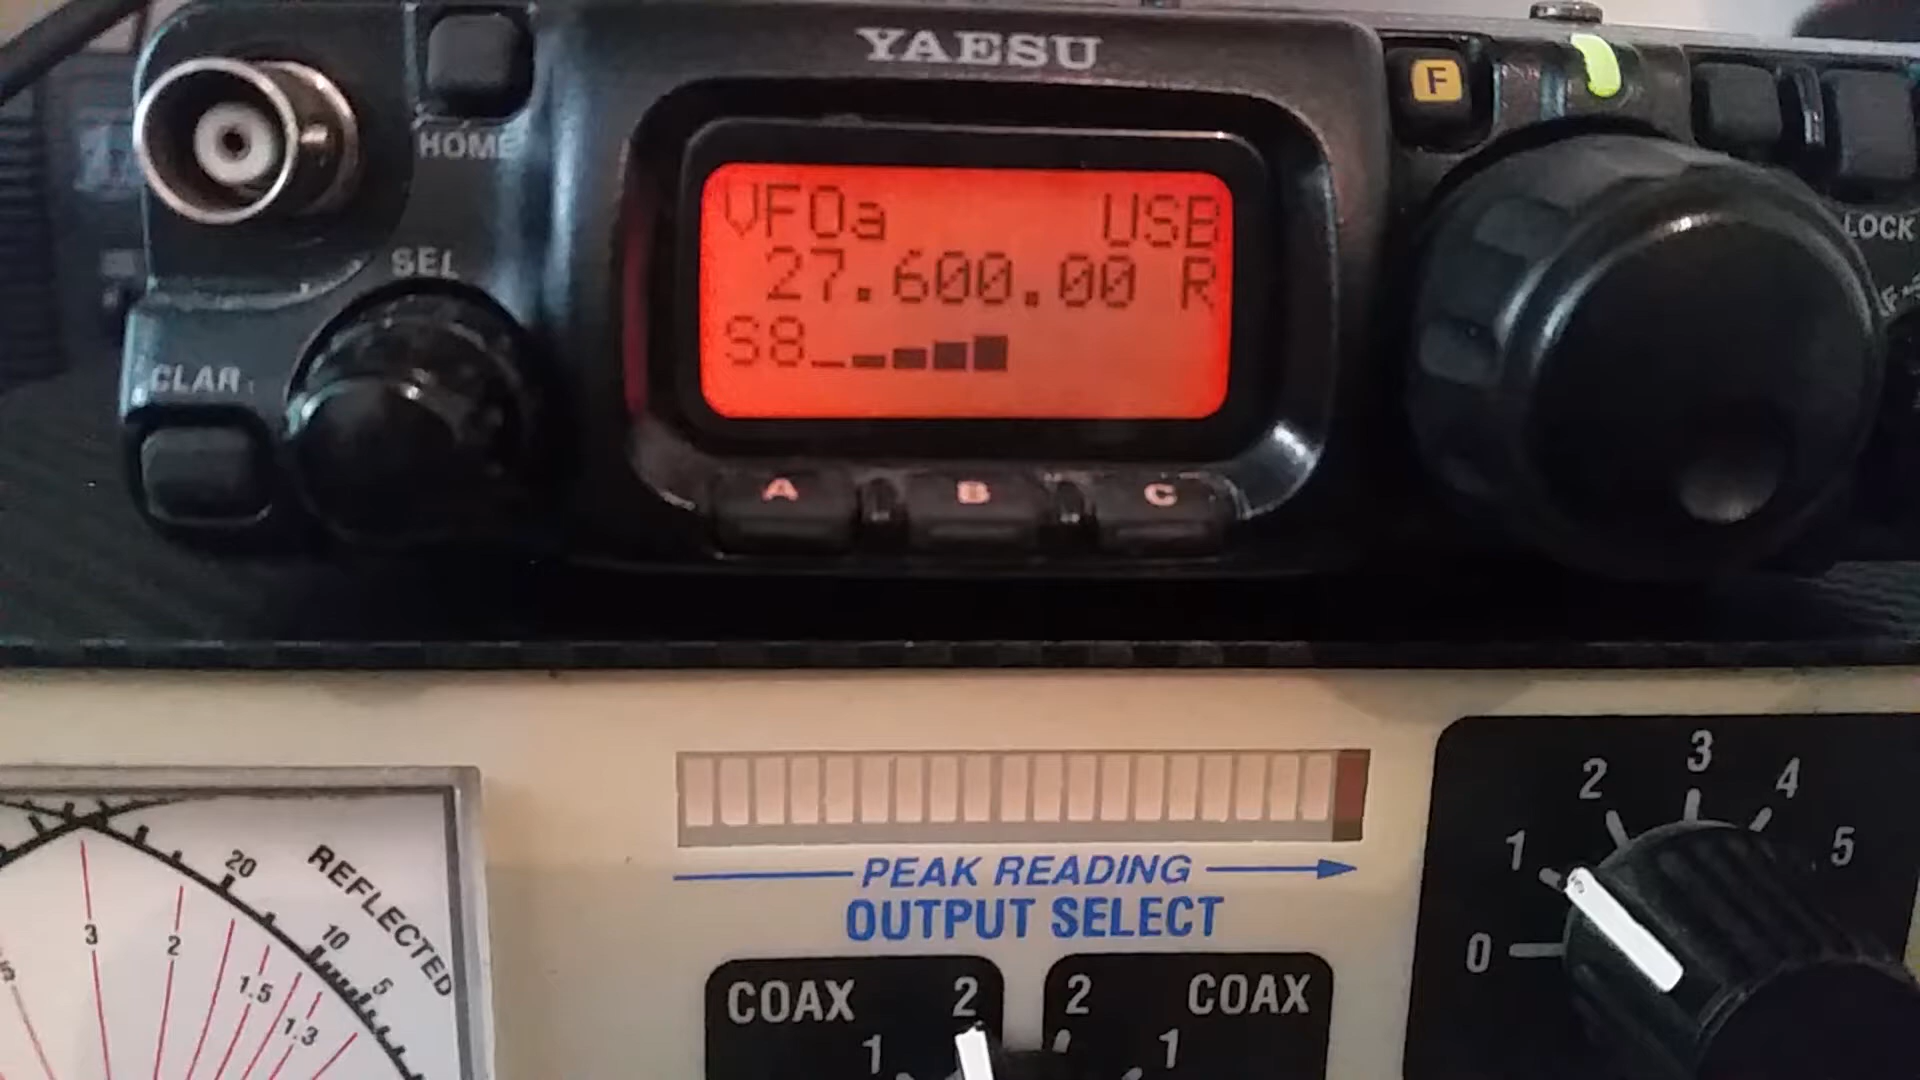 YAESU
F
HOME
VFOa USB
27.600.00 R
S8
SEL
LOCK
CLAR
A B C
3
2 4
1 5
0
PEAK READING
OUTPUT SELECT
COAX 2
1
2 COAX
1
REFLECTED
20
10
5
3
2
1.5
1.3